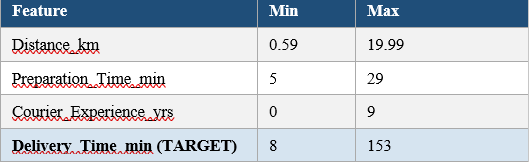 Feature Min Max
Distance_km 0.59 19.99
Preparation_Time_min 5 29
Courier_Experience_yrs 0 9
Delivery_Time_min (TARGET) 8 153